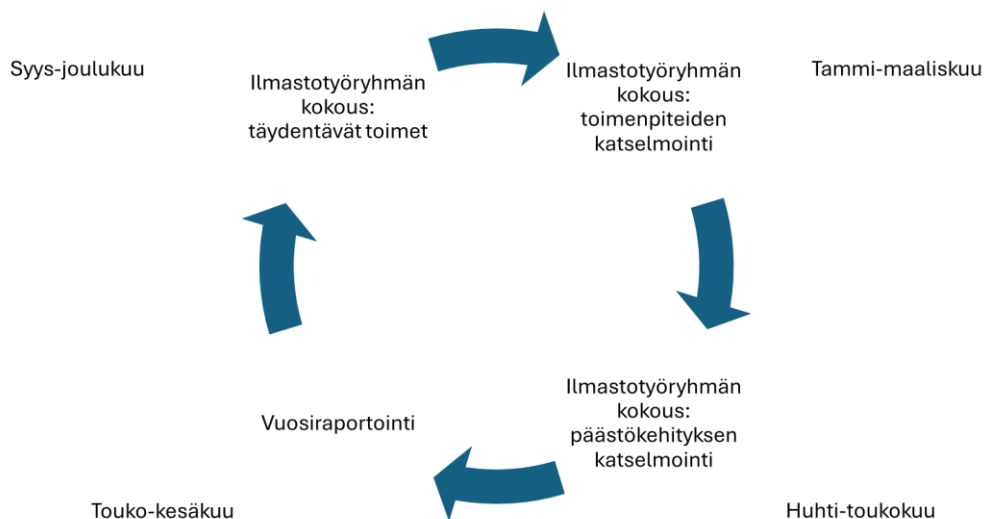 Syys-joulukuu
Ilmastotyöryhmän
kokous:
täydentävät toimet
Ilmastotyöryhmän
kokous:
toimenpiteiden
katselmointi
Tammi-maaliskuu
Ilmastotyöryhmän
kokous:
päästökehityksen
katselmointi
Huhti-toukokuu
Vuosiraportointi
Touko-kesäkuu